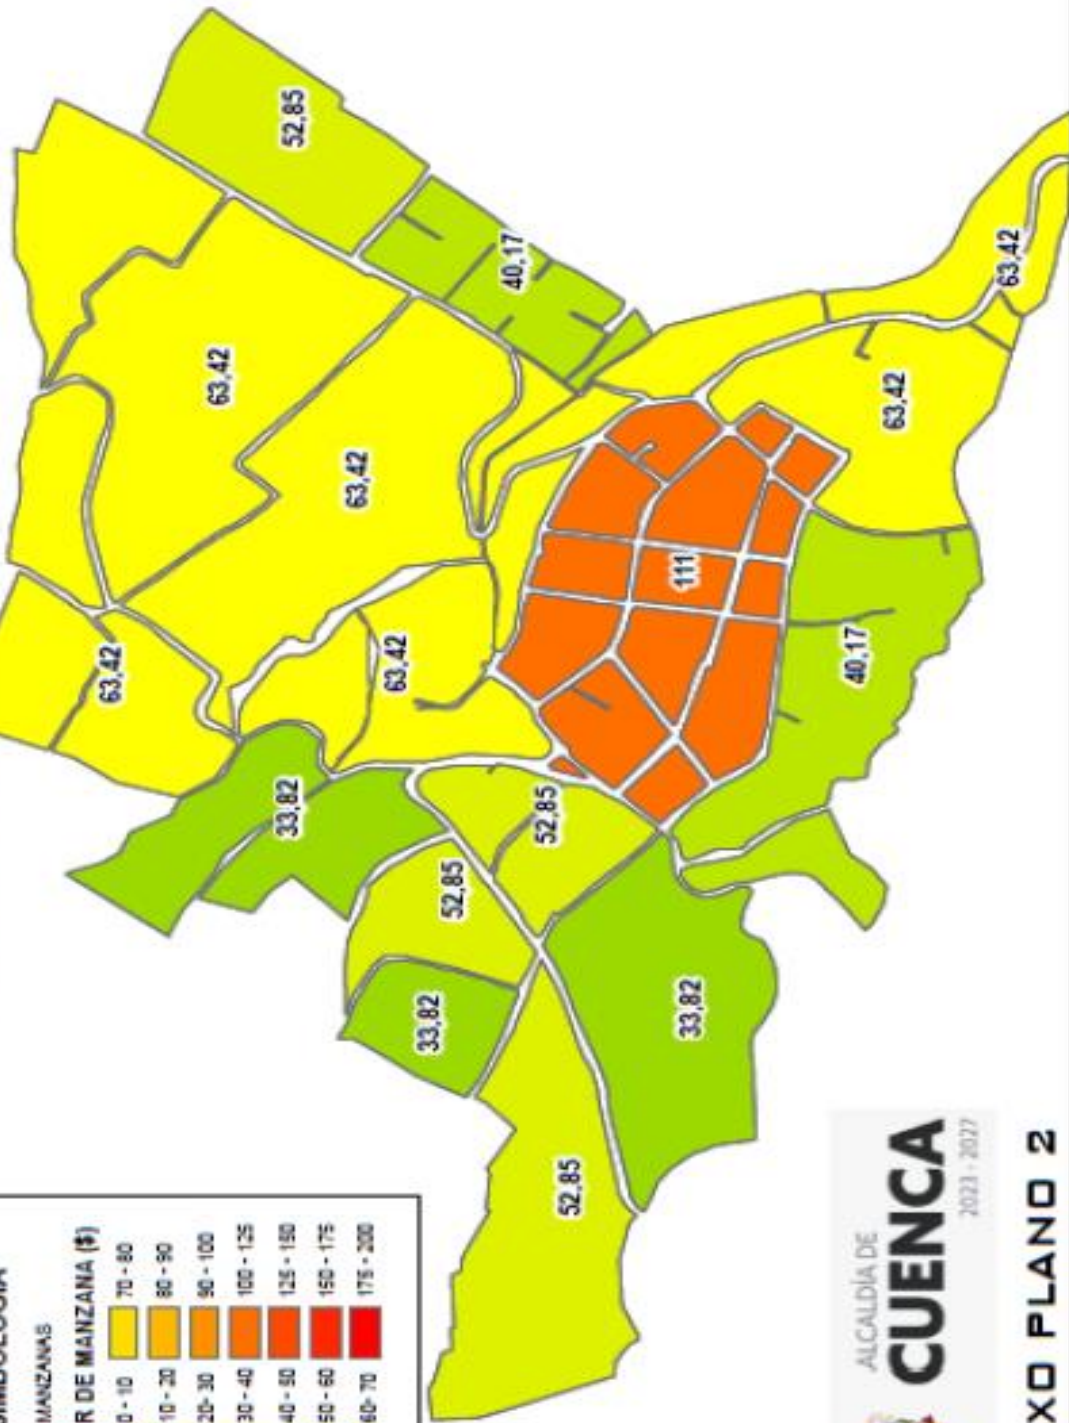 MANZANAS
R DE MANZANA ($)
0 - 10 70 - 80
10 - 20 80 - 90
20- 30 90 - 100
30 - 40 100 - 125
40 - 50 125 - 150
50 - 60 150 - 175
60- 70 175 - 200
63,42
63,42
33,82
52,85
63,42
63,42
33,82
52,85
40,17
52,85
52,85
111
33,82
40,17
63,42
63,42
ALCALDÍA DE
CUENCA
2023 - 2027
XO PLANO 2